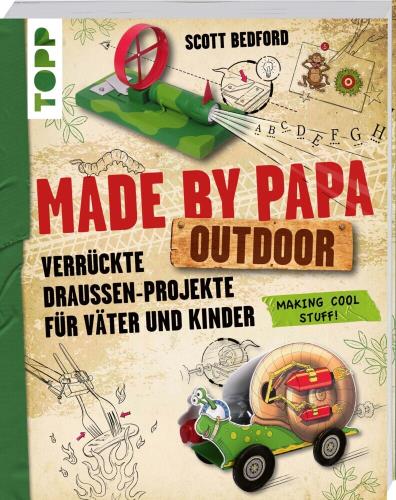 SCOTT BEDFORD
TOPP
A B C D E F G H
MADE BY PAPA
OUTDOOR
VERRÜCKTE
DRAUSSEN-PROJEKTE
FÜR VÄTER UND KINDER
MAKING COOL
STUFF!